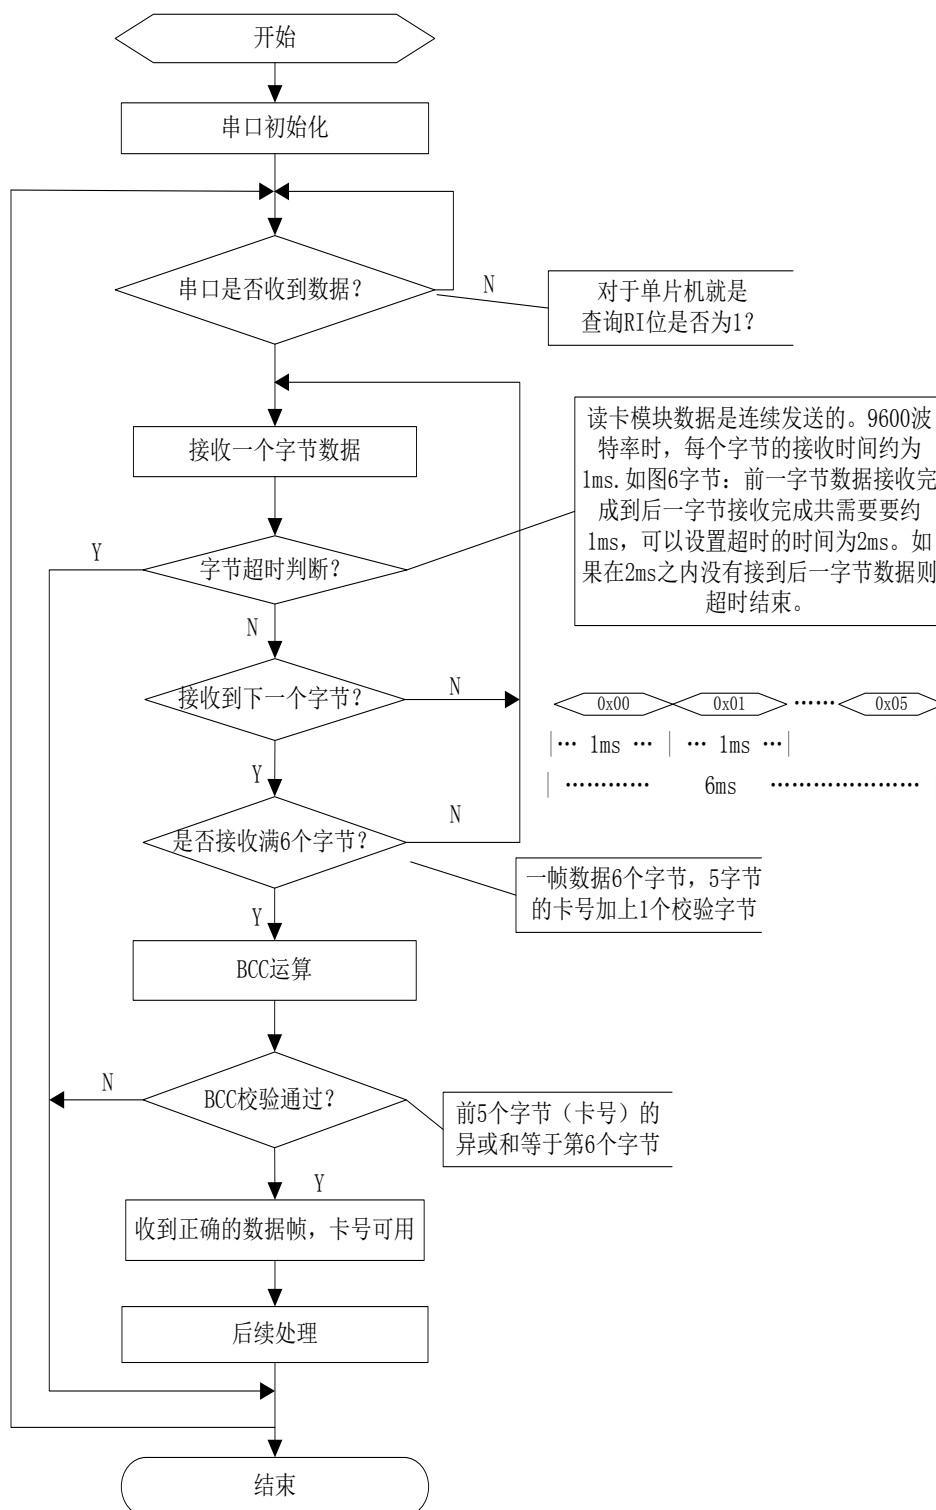 开始
串口初始化
串口是否收到数据?
N
对于单片机就是
查询RI位是否为1?
接收一个字节数据
读卡模块数据是连续发送的。9600波
特率时，每个字节的接收时间约为
1ms.如图6字节：前一字节数据接收完
成到后一字节接收完成共需要要约
1ms，可以设置超时的时间为2ms。如
果在2ms之内没有接到后一字节数据则
超时结束。
Y
字节超时判断?
N
接收到下一个字节?
N
0x00
0x01
……
0x05
|… 1ms …|… 1ms …|
Y
|………… 6ms …………………|
是否接收满6个字节?
N
一帧数据6个字节，5字节
的卡号加上1个校验字节
Y
BCC运算
N
BCC校验通过?
前5个字节（卡号）的
异或和等于第6个字节
Y
收到正确的数据帧，卡号可用
后续处理
结束